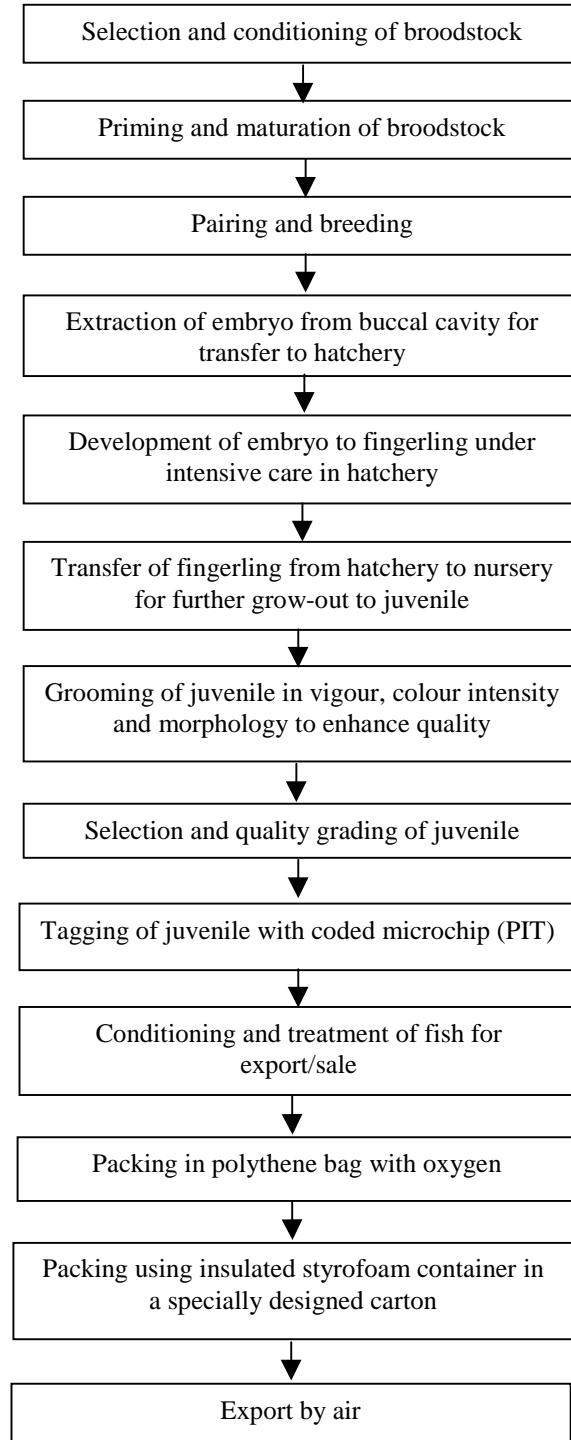 Selection and conditioning of broodstock
Priming and maturation of broodstock
Pairing and breeding
Extraction of embryo from buccal cavity for
transfer to hatchery
Development of embryo to fingerling under
intensive care in hatchery
Transfer of fingerling from hatchery to nursery
for further grow-out to juvenile
Grooming of juvenile in vigour, colour intensity
and morphology to enhance quality
Selection and quality grading of juvenile
Tagging of juvenile with coded microchip (PIT)
Conditioning and treatment of fish for
export/sale
Packing in polythene bag with oxygen
Packing using insulated styrofoam container in
a specially designed carton
Export by air